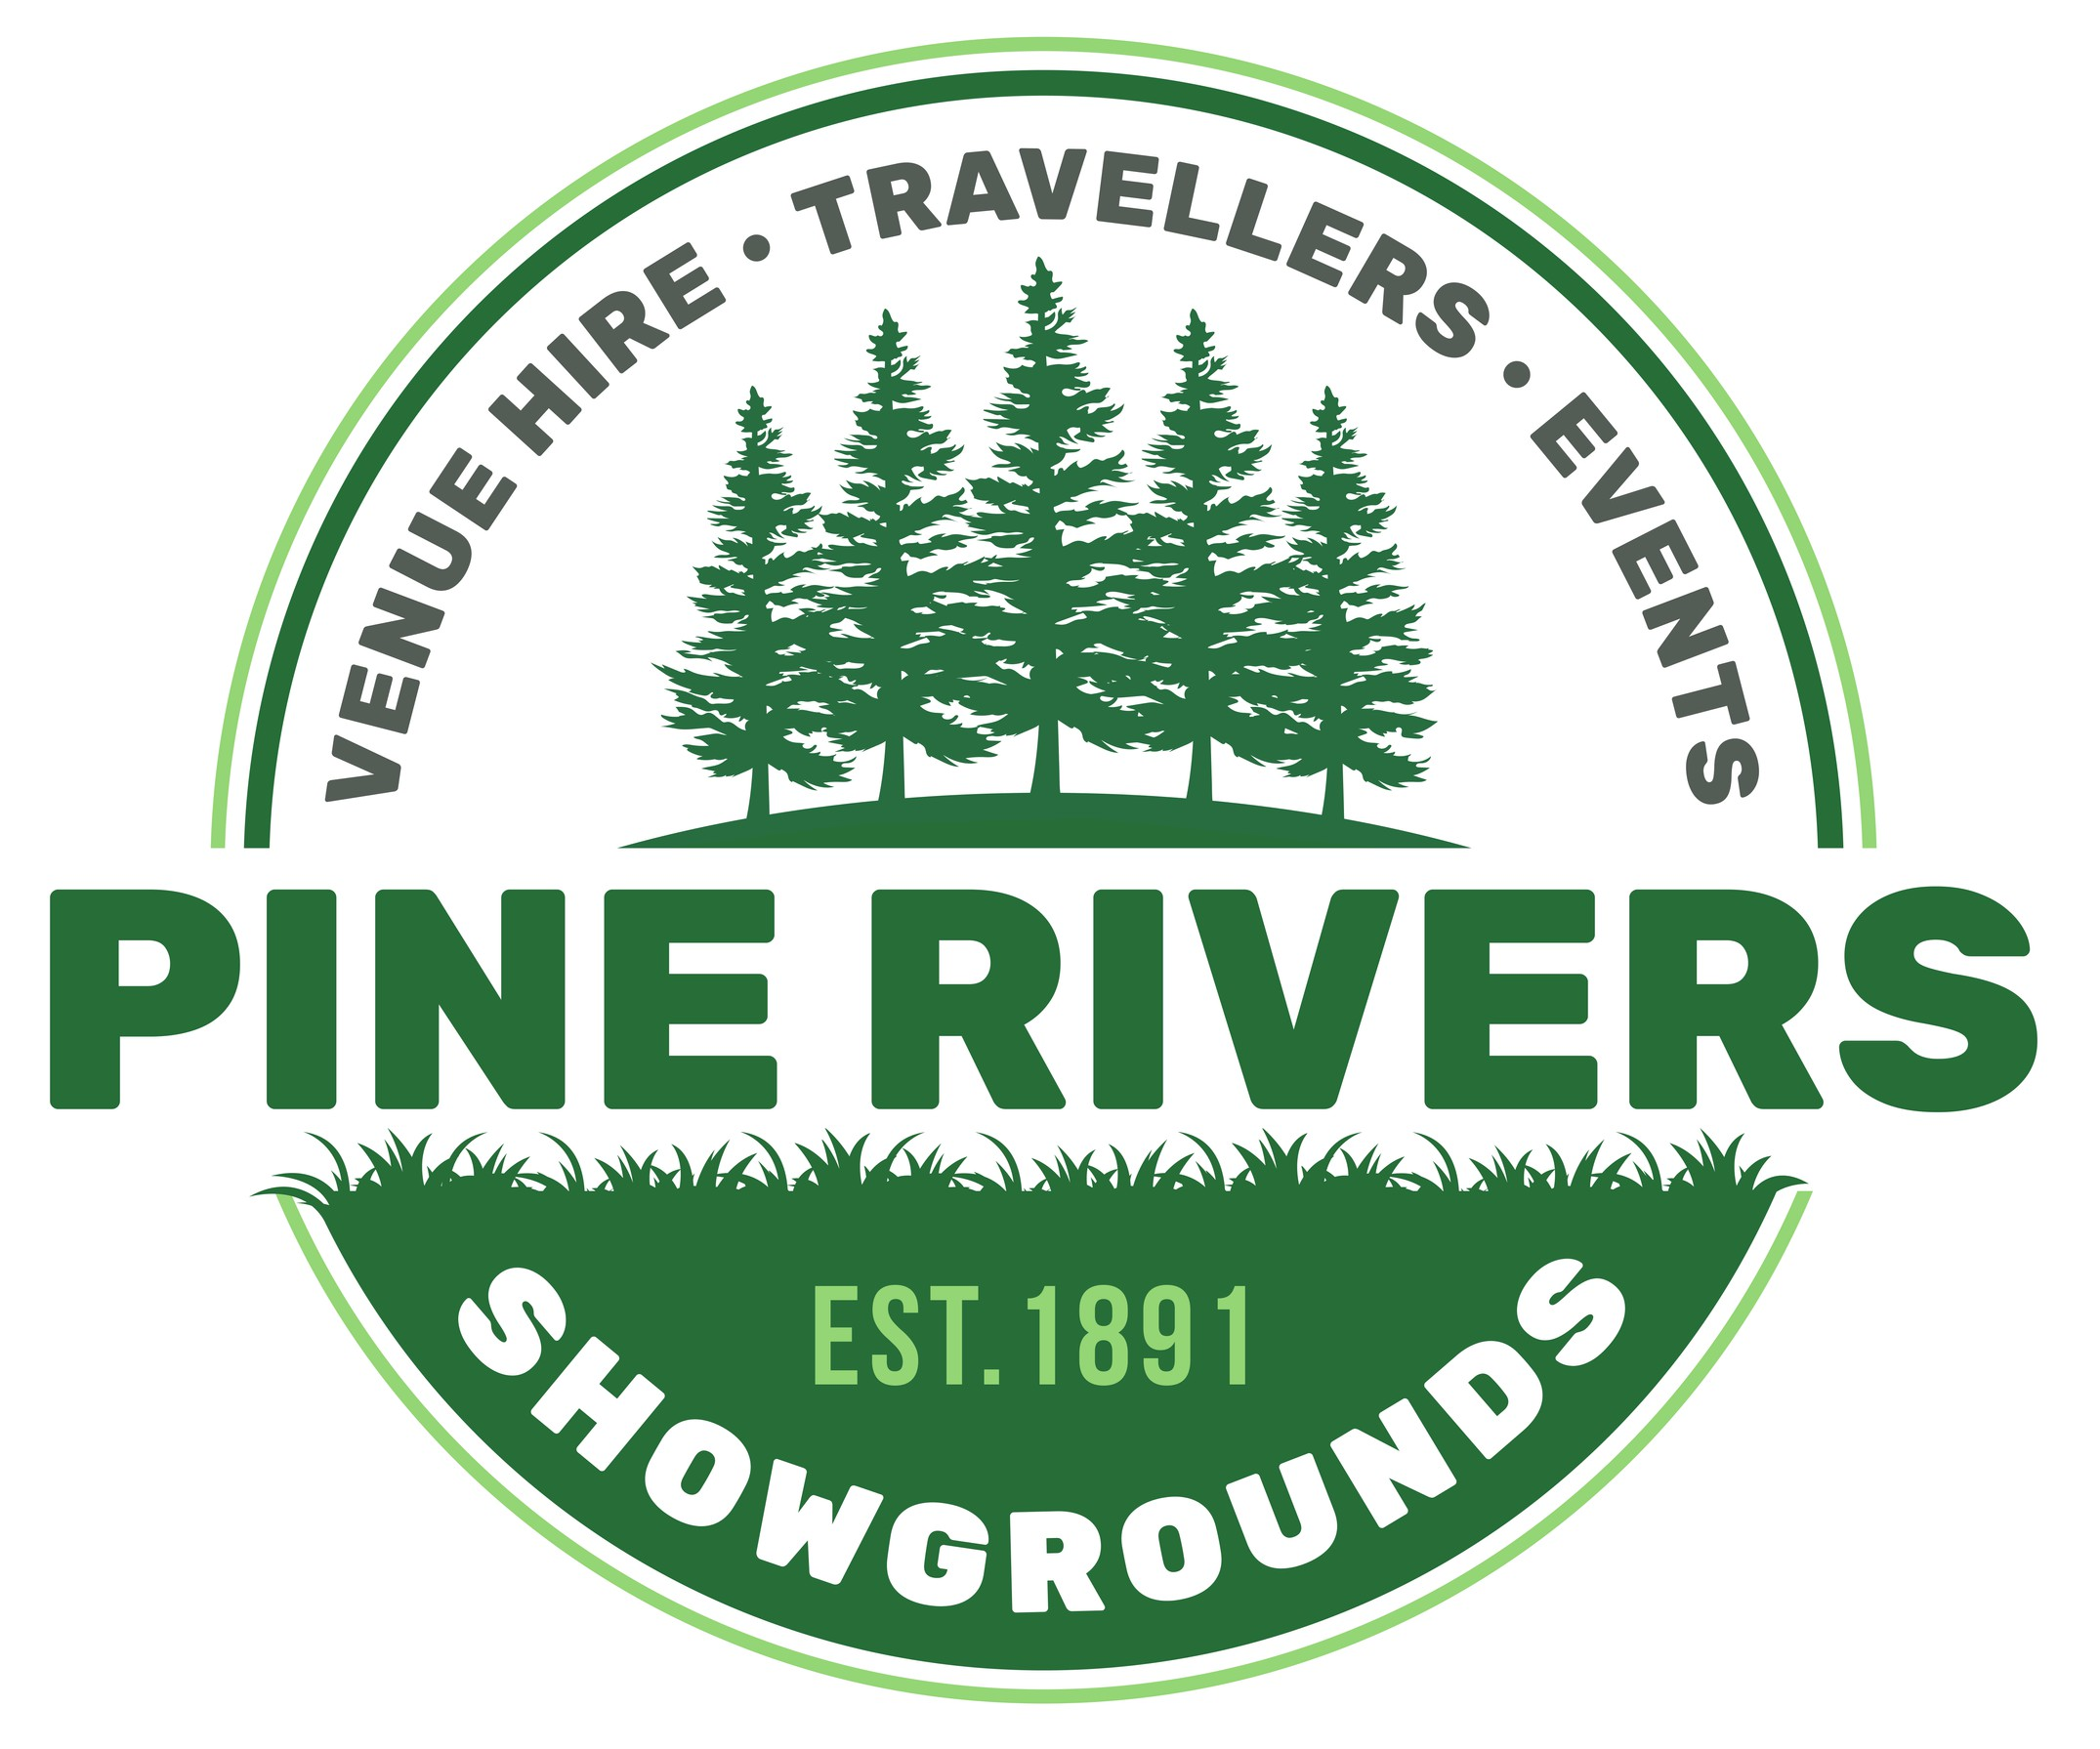 VENUE HIRE • TRAVELLERS • EVENTS
PINE RIVERS
EST. 1891
SHOWGROUNDS